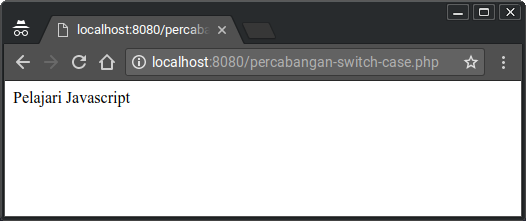 localhost:8080/percaba
localhost:8080/percabangan-switch-case.php
Pelajari Javascript